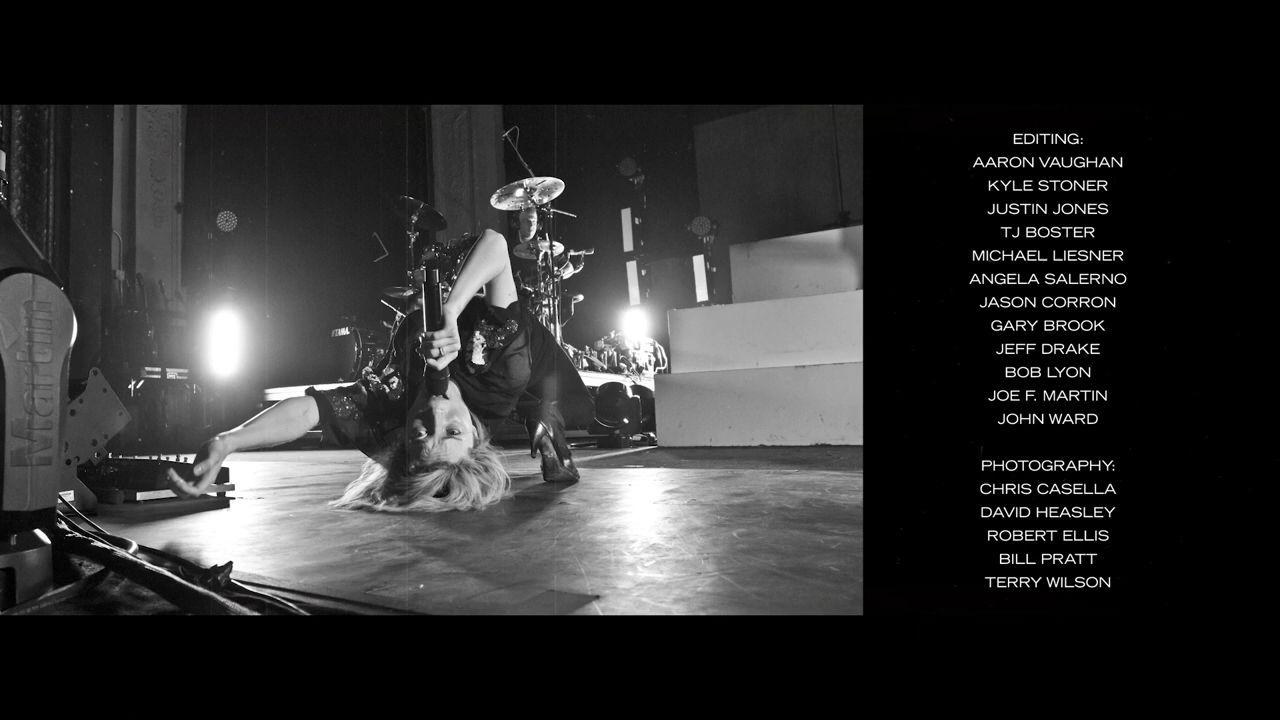 Martin
TAMA
EDITING:
AARON VAUGHAN
KYLE STONER
JUSTIN JONES
TJ BOSTER
MICHAEL LIESNER
ANGELA SALERNO
JASON CORRON
GARY BROOK
JEFF DRAKE
BOB LYON
JOE F. MARTIN
JOHN WARD
PHOTOGRAPHY:
CHRIS CASELLA
DAVID HEASLEY
ROBERT ELLIS
BILL PRATT
TERRY WILSON